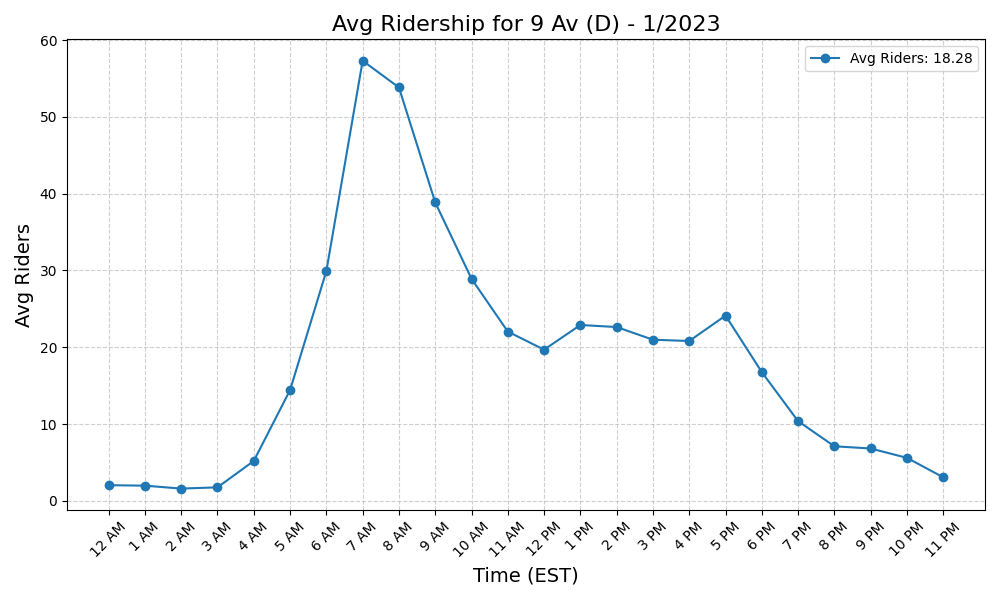 Avg Ridership for 9 Av (D) - 1/2023
Avg Riders: 18.28
Avg Riders
60
50
40
30
20
10
0
12 AM
1 AM
2 AM
3 AM
4 AM
5 AM
6 AM
7 AM
8 AM
9 AM
10 AM
11 AM
12 PM
1 PM
2 PM
3 PM
4 PM
5 PM
6 PM
7 PM
8 PM
9 PM
10 PM
11 PM
Time (EST)